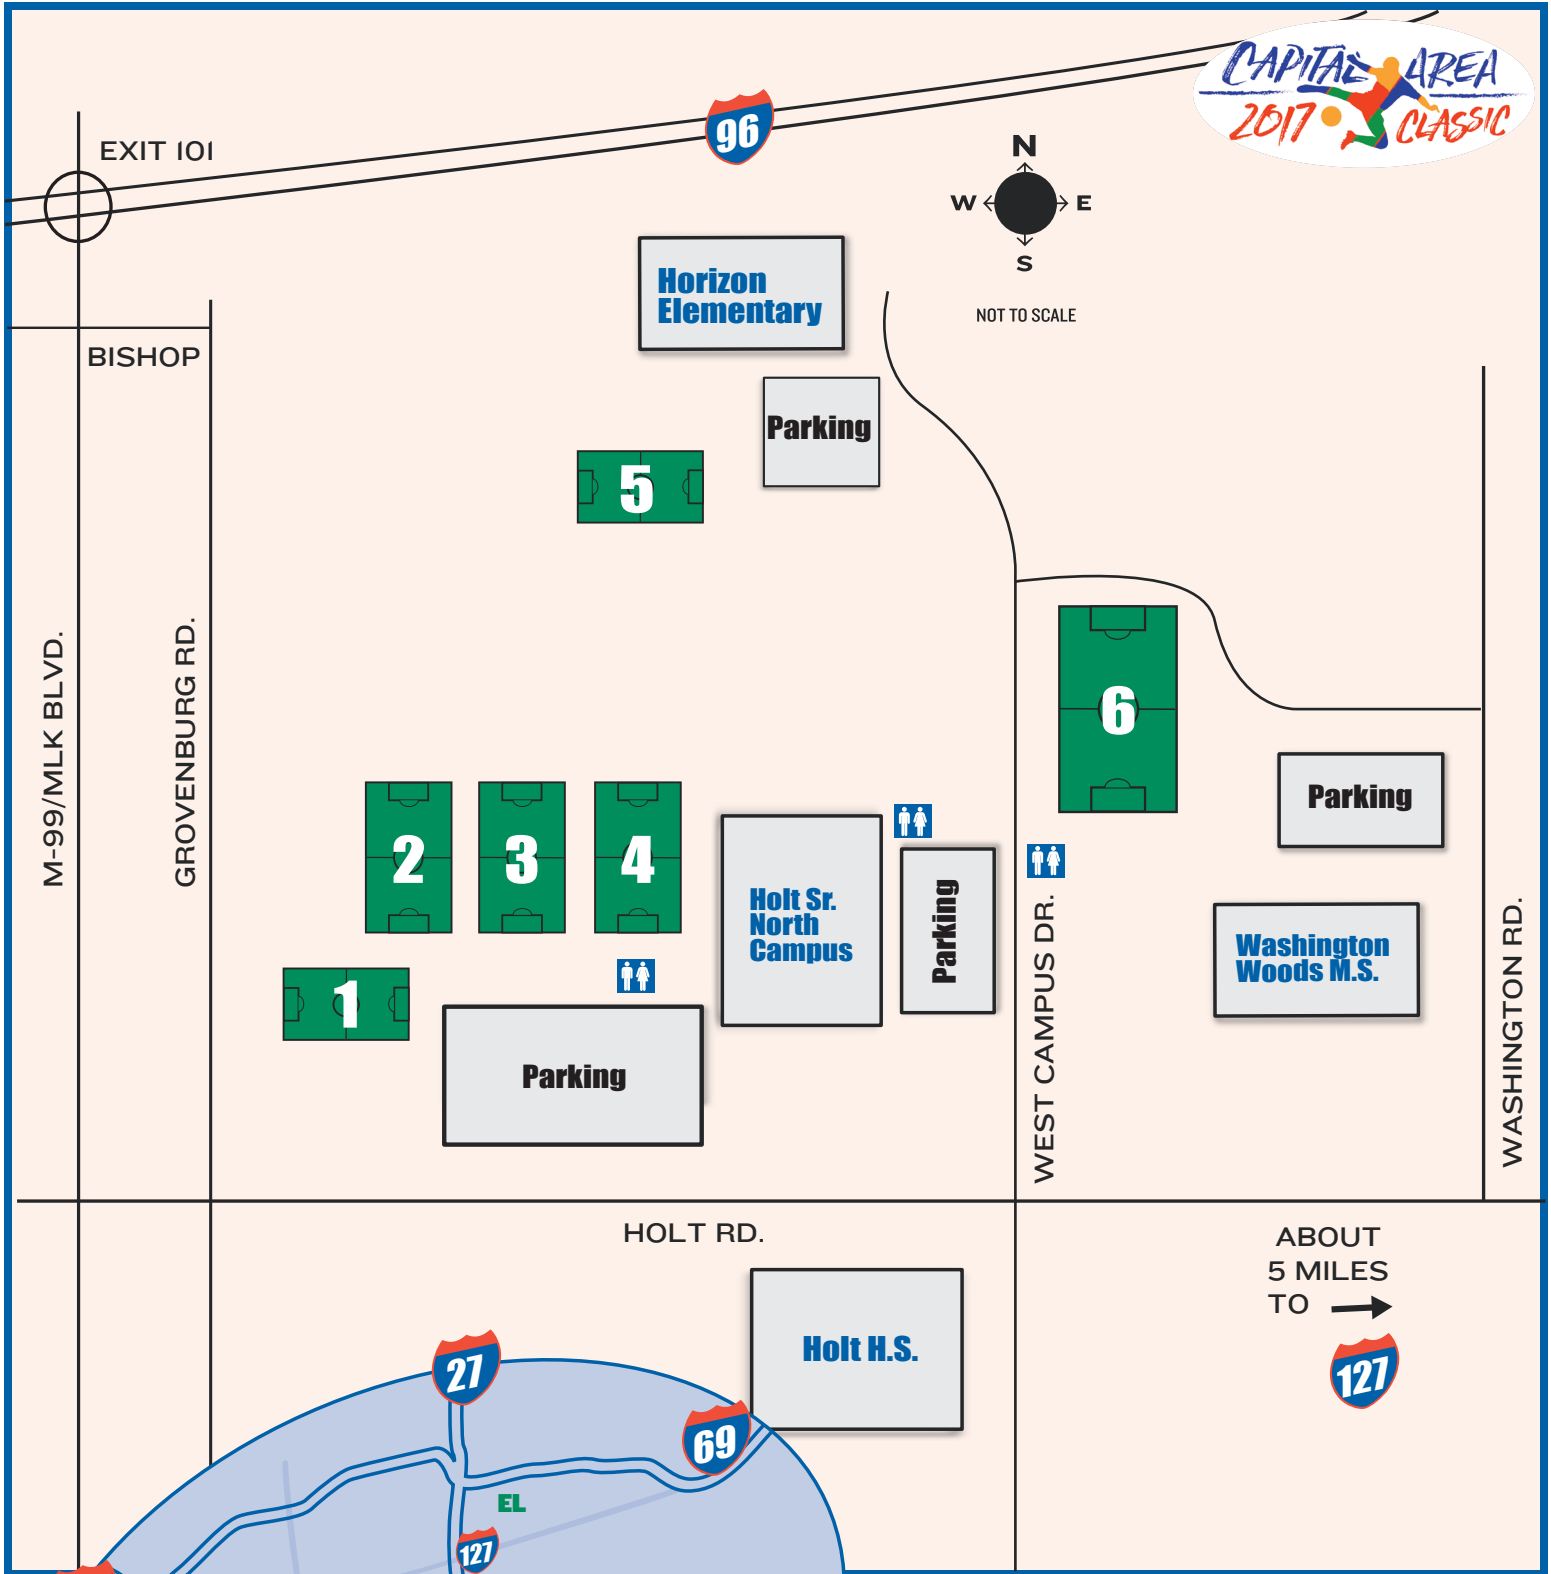 CAPITAL AREA
2017 CLASSIC
96
EXIT 101
N
W E
S
NOT TO SCALE
Horizon
Elementary
BISHOP
Parking
5
M-99/MLK BLVD.
GROVENBURG RD.
6
Parking
2
3
4
Holt Sr.
North
Campus
Parking
WEST CAMPUS DR.
Washington
Woods M.S.
WASHINGTON RD.
1
Parking
HOLT RD.
ABOUT
5 MILES
TO
127
Holt H.S.
27
69
EL
127